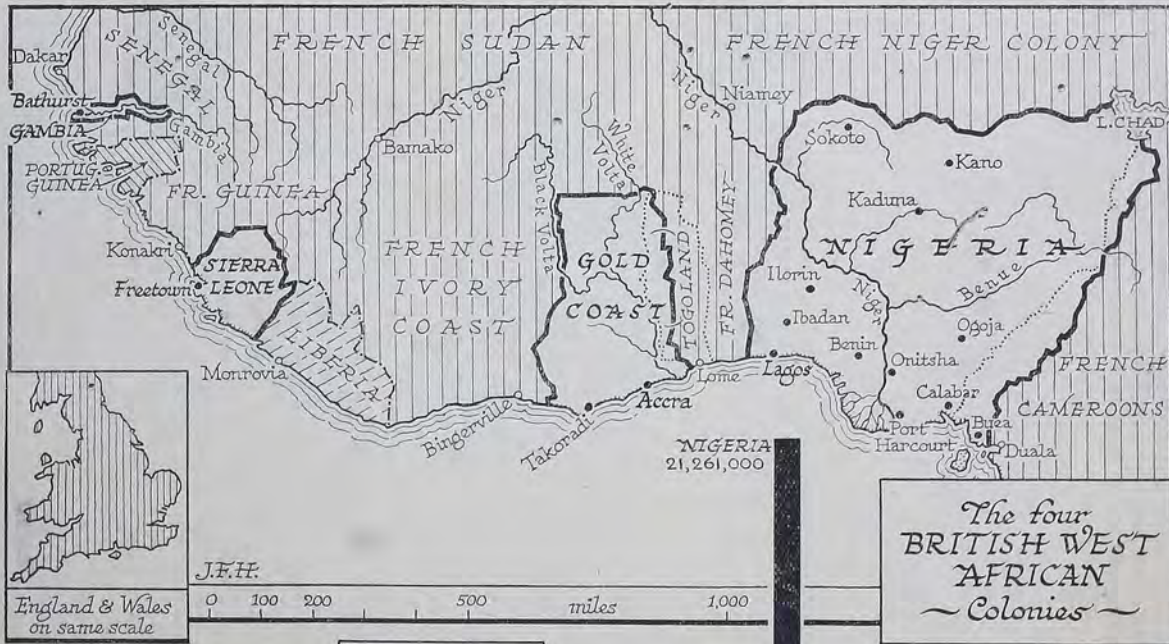 FRENCH SUDAN
FRENCH NIGER COLONY
Dakar
SENEGAL
Senegal
Niger
Niger
Niamey
Bathurst
GAMBIA
Gambia
L. CHAD
Sokoto
Kano
Bamako
White Volta
Black Volta
PORTUG.
GUINEA
FR. GUINEA
Kaduna
Konakri
SIERRA
LEONE
Freetown
FRENCH
IVORY
COAST
GOLD
COAST
TOGOLAND
FR. DAHOMEY
NIGERIA
Ilorin
Niger
Benue
Ibadan
Ogoja
Benin
Onitsha
LIBERIA
Monrovia
Lome
Lagos
FRENCH
CAMEROONS
Calabar
Accra
Bingerville
Takoradi
Port
Harcourt
Buea
Duala
NIGERIA
21,261,000
The four
BRITISH WEST
AFRICAN
~ Colonies ~
J.F.H.
England & Wales
on same scale
0 100 200 500 miles 1,000